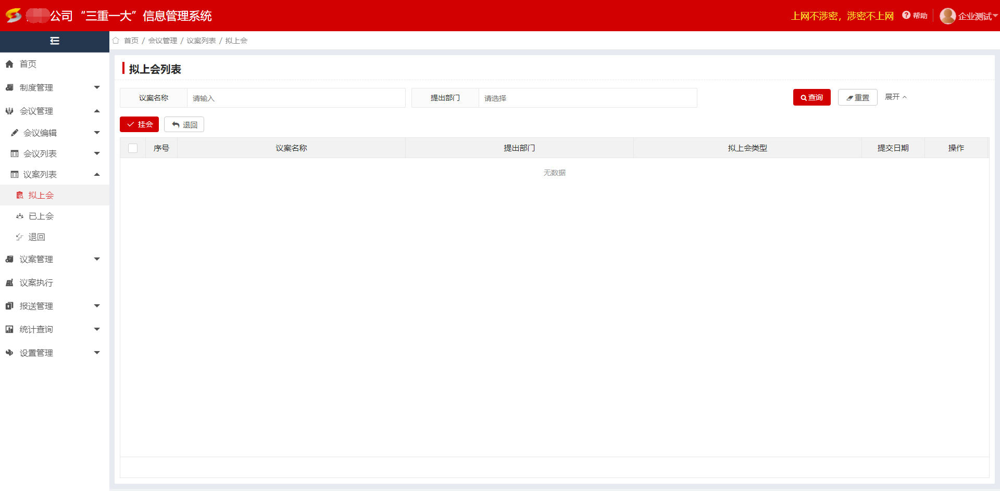 公司 “三重一大” 信息管理系统
上网不涉密，涉密不上网 帮助 企业测试
首页 / 会议管理 / 议案列表 / 拟上会
首页
制度管理
会议管理
会议编辑
会议列表
议案列表
拟上会
已上会
退回
议案管理
议案执行
报送管理
统计查询
设置管理
拟上会列表
议案名称 请输入 提出部门 请选择 查询 重置 展开
挂会 退回
序号 议案名称 提出部门 拟上会类型 提交日期 操作
无数据